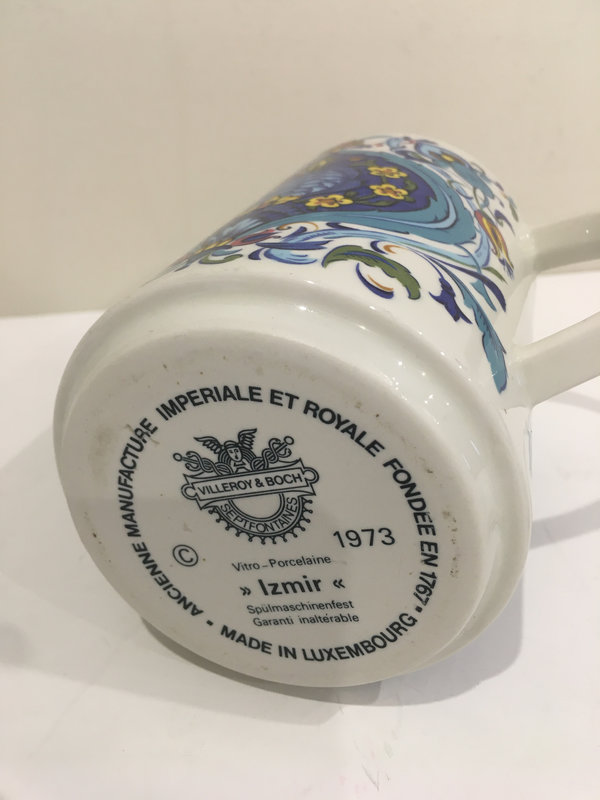 ANCIENNE MANUFACTURE IMPERIALE ET ROYALE FONDÉE EN 1767 • MADE IN LUXEMBOURG •
VILLEROY & BOCH
SEPTFONTAINES
© 1973
Vitro-Porcelaine
» Izmir «
Spülmaschinenfest
Garanti inaltérable